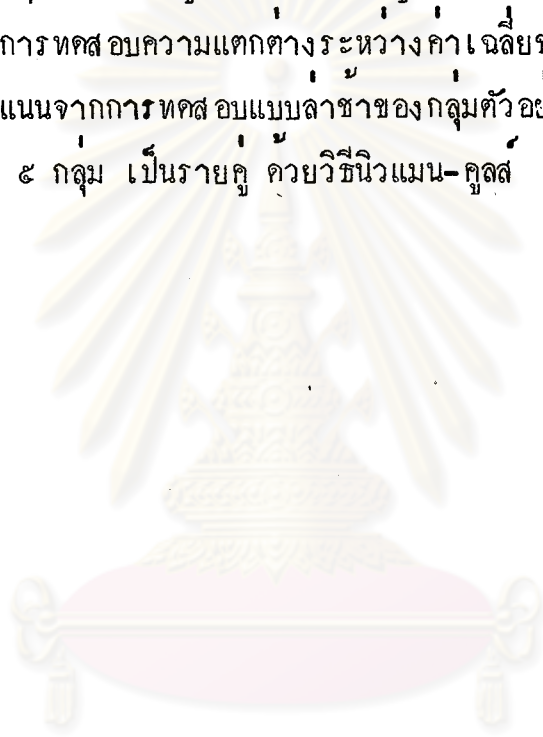 การทดสอบความแตกต่างระหว่างค่าเฉลี่ย
แนนจากการทดสอบแบบล่าช้าของกลุ่มตัวอย
๕ กลุ่ม เป็นรายคู่ ด้วยวิธีนิวแมน-คูลส์